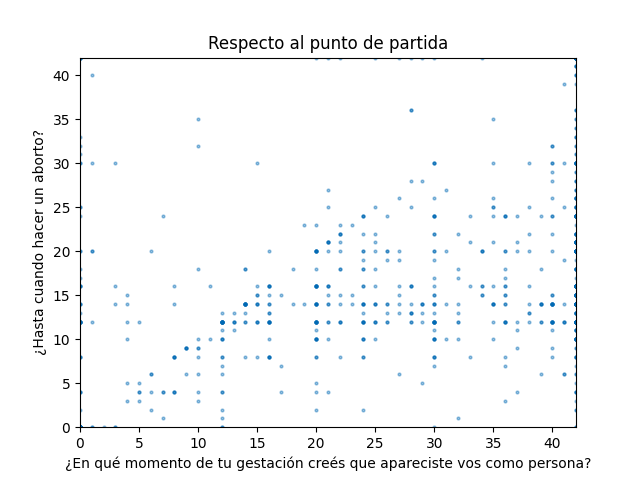 Respecto al punto de partida
¿Hasta cuando hacer un aborto?
40
35
30
25
20
15
10
5
0
0 5 10 15 20 25 30 35 40
¿En qué momento de tu gestación creés que apareciste vos como persona?